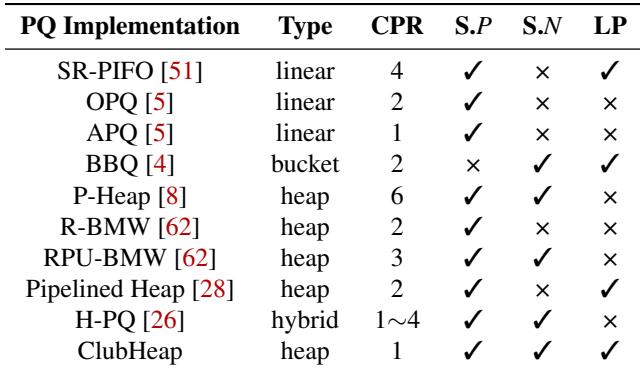 PQ Implementation Type CPR S.P S.N LP
SR-PIFO [51] linear 4 ✓ × ✓
OPQ [5] linear 2 ✓ × ×
APQ [5] linear 1 ✓ × ×
BBQ [4] bucket 2 × ✓ ✓
P-Heap [8] heap 6 ✓ ✓ ×
R-BMW [62] heap 2 ✓ × ×
RPU-BMW [62] heap 3 ✓ ✓ ×
Pipelined Heap [28] heap 2 ✓ × ✓
H-PQ [26] hybrid 1∼4 ✓ ✓ ×
ClubHeap heap 1 ✓ ✓ ✓